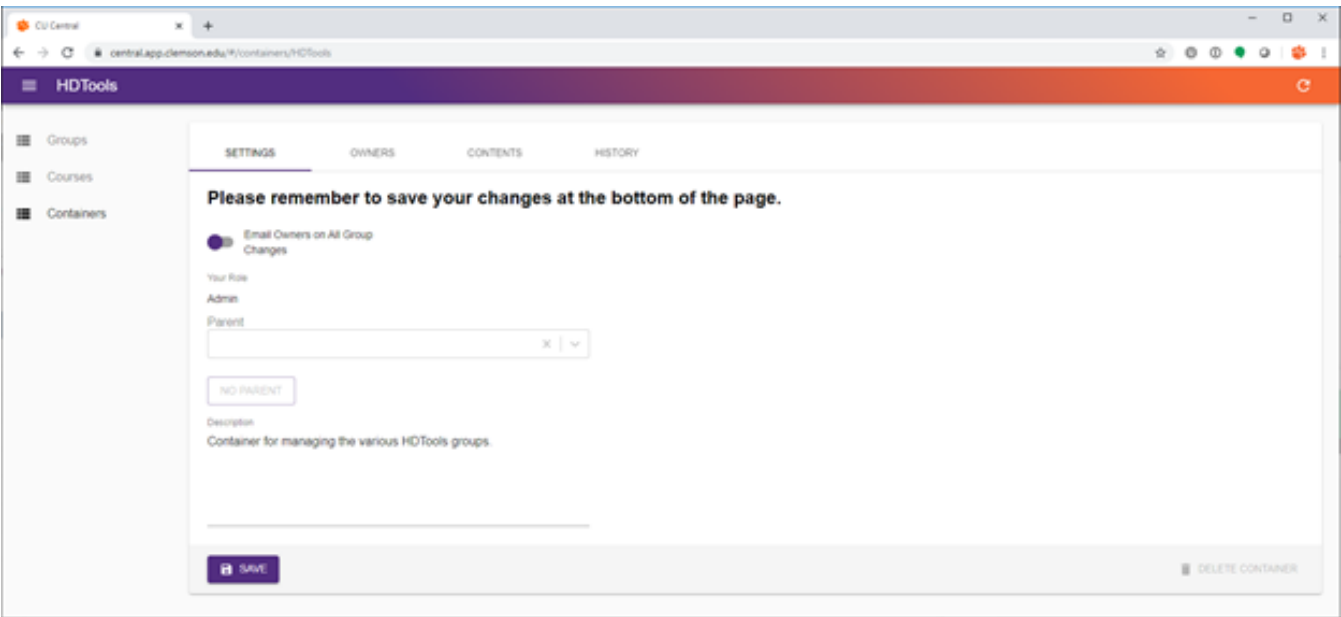 CU Central
central.app.clemson.edu/#/containers/HDTools
HDTools
Groups
Courses
Containers
SETTINGS OWNERS CONTENTS HISTORY
Please remember to save your changes at the bottom of the page.
Email Owners on All Group
Changes
Your Role
Admin
Parent
NO PARENT
Description
Container for managing the various HDTools groups.
SAVE
DELETE CONTAINER